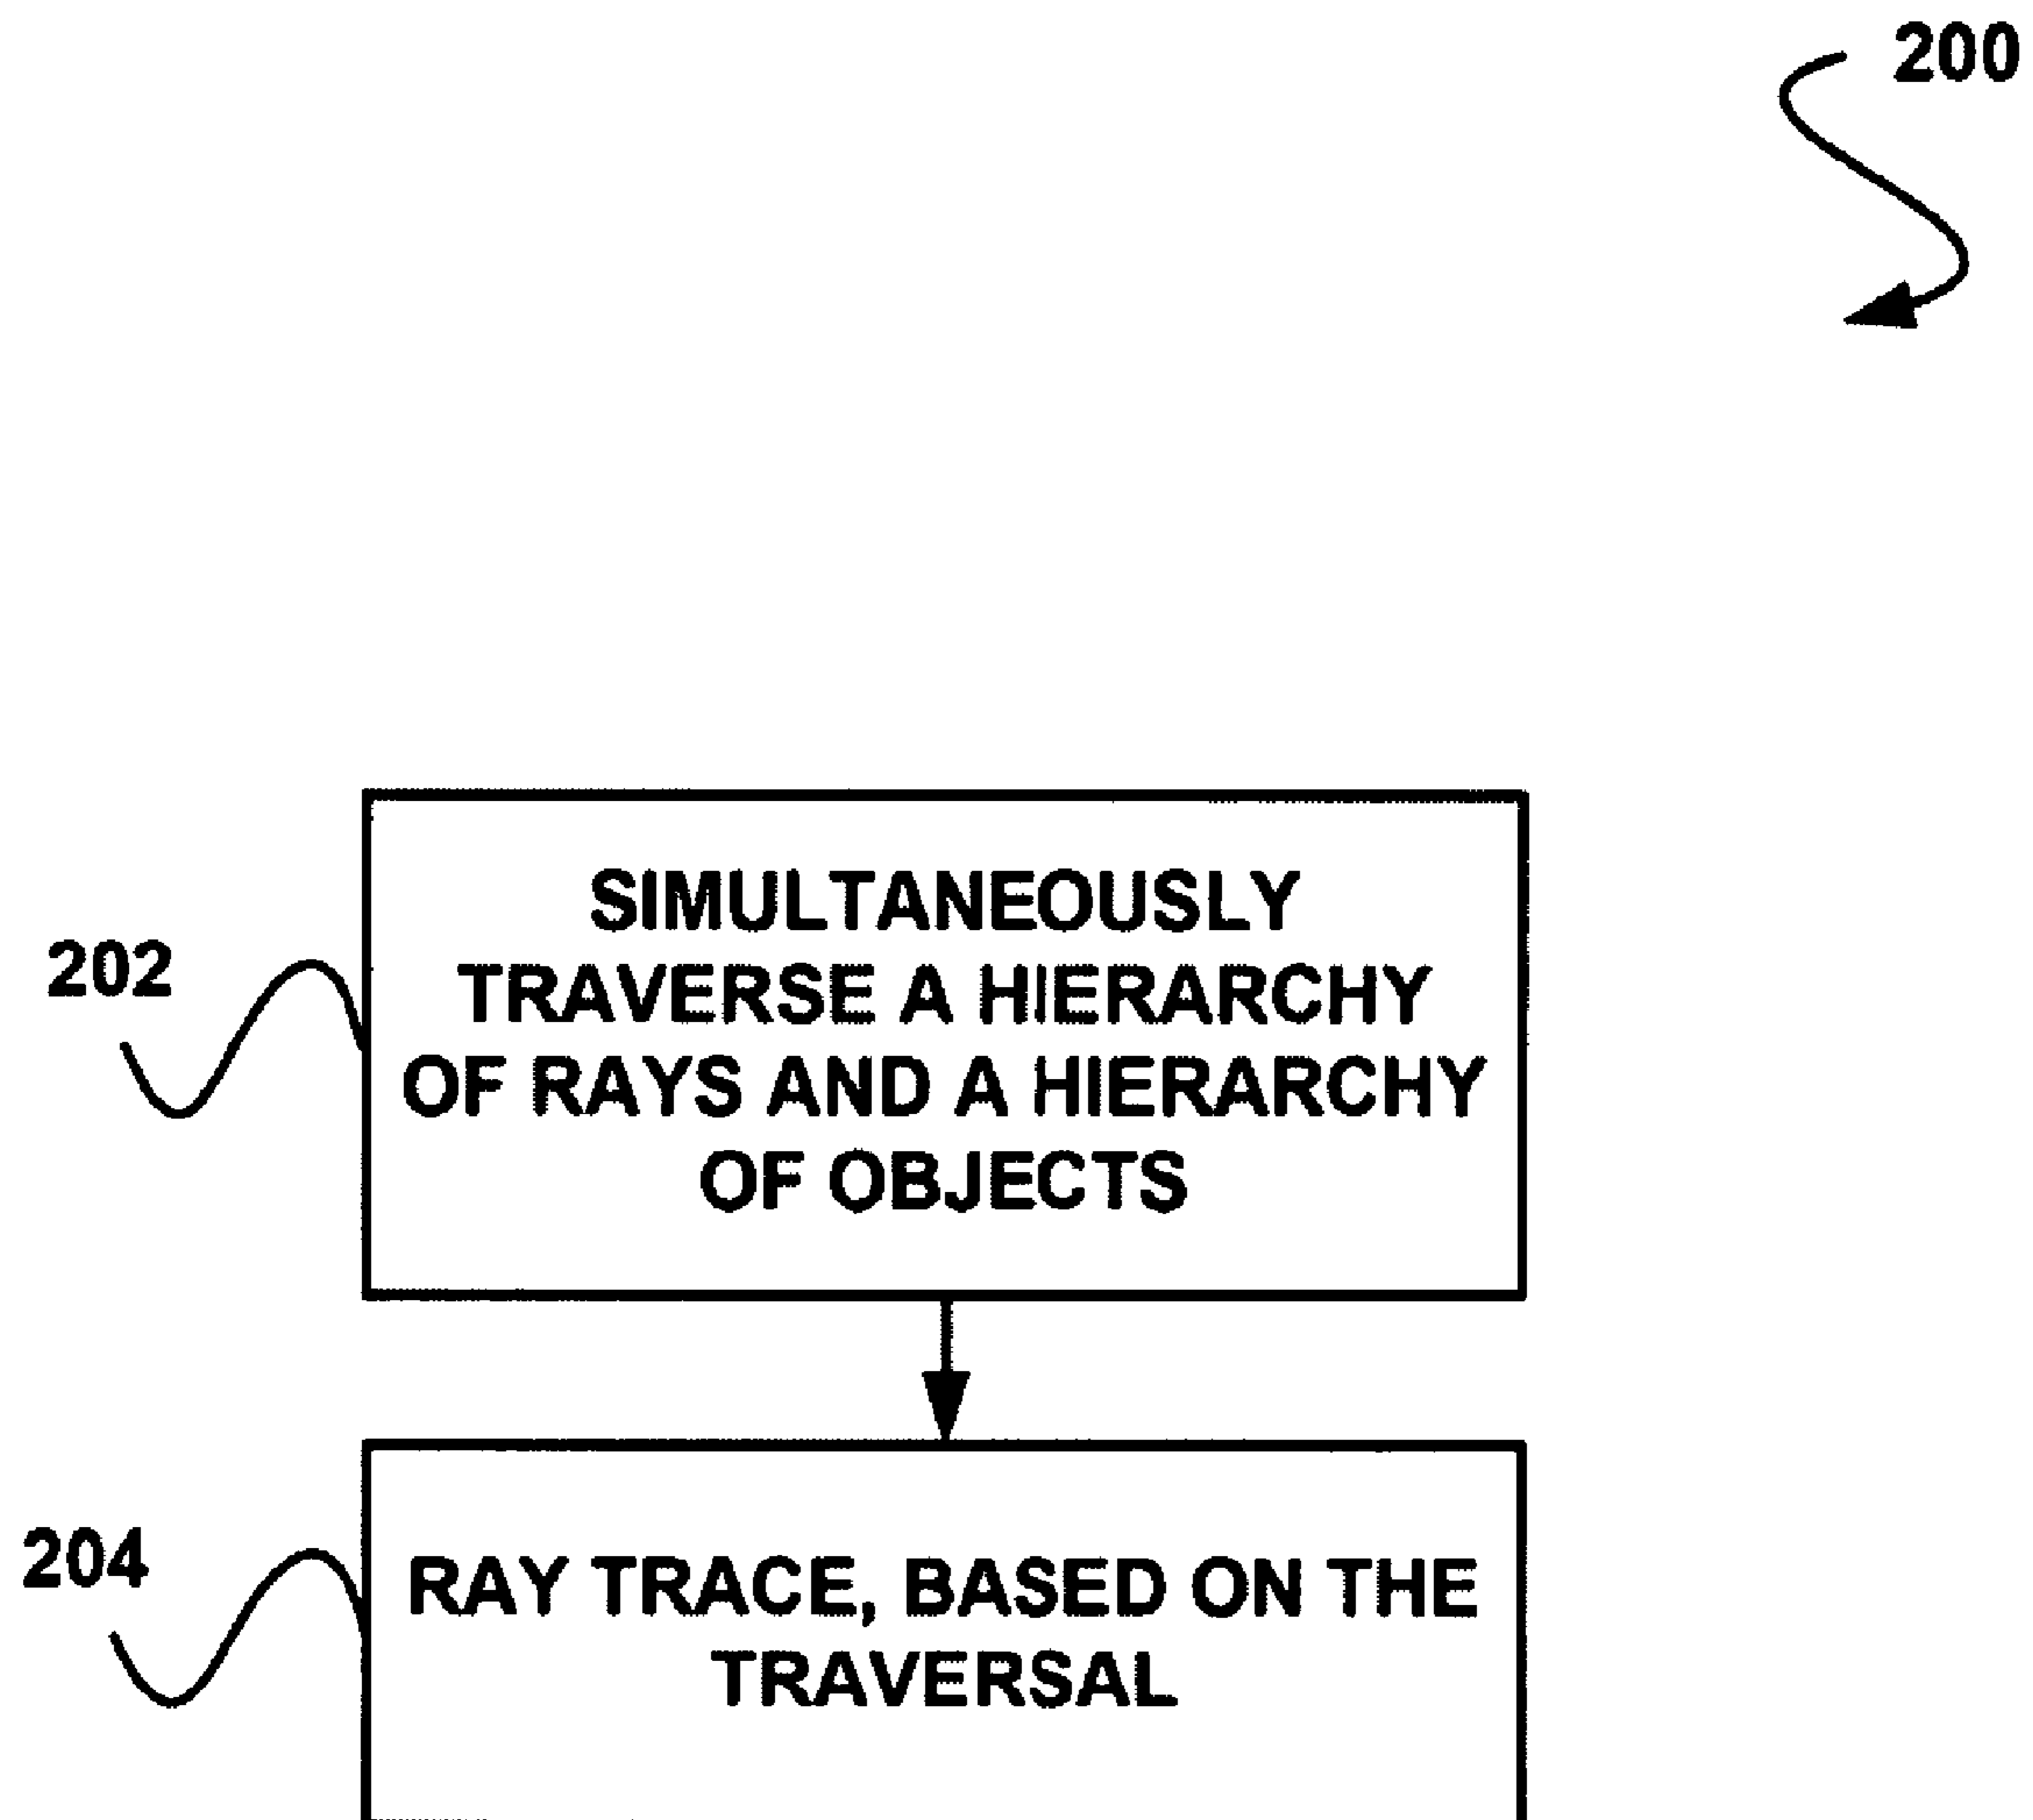 200
SIMULTANEOUSLY
TRAVERSE A HIERARCHY
OF RAYS AND A HIERARCHY
OF OBJECTS
202
RAY TRACE, BASED ON THE
TRAVERSAL
204